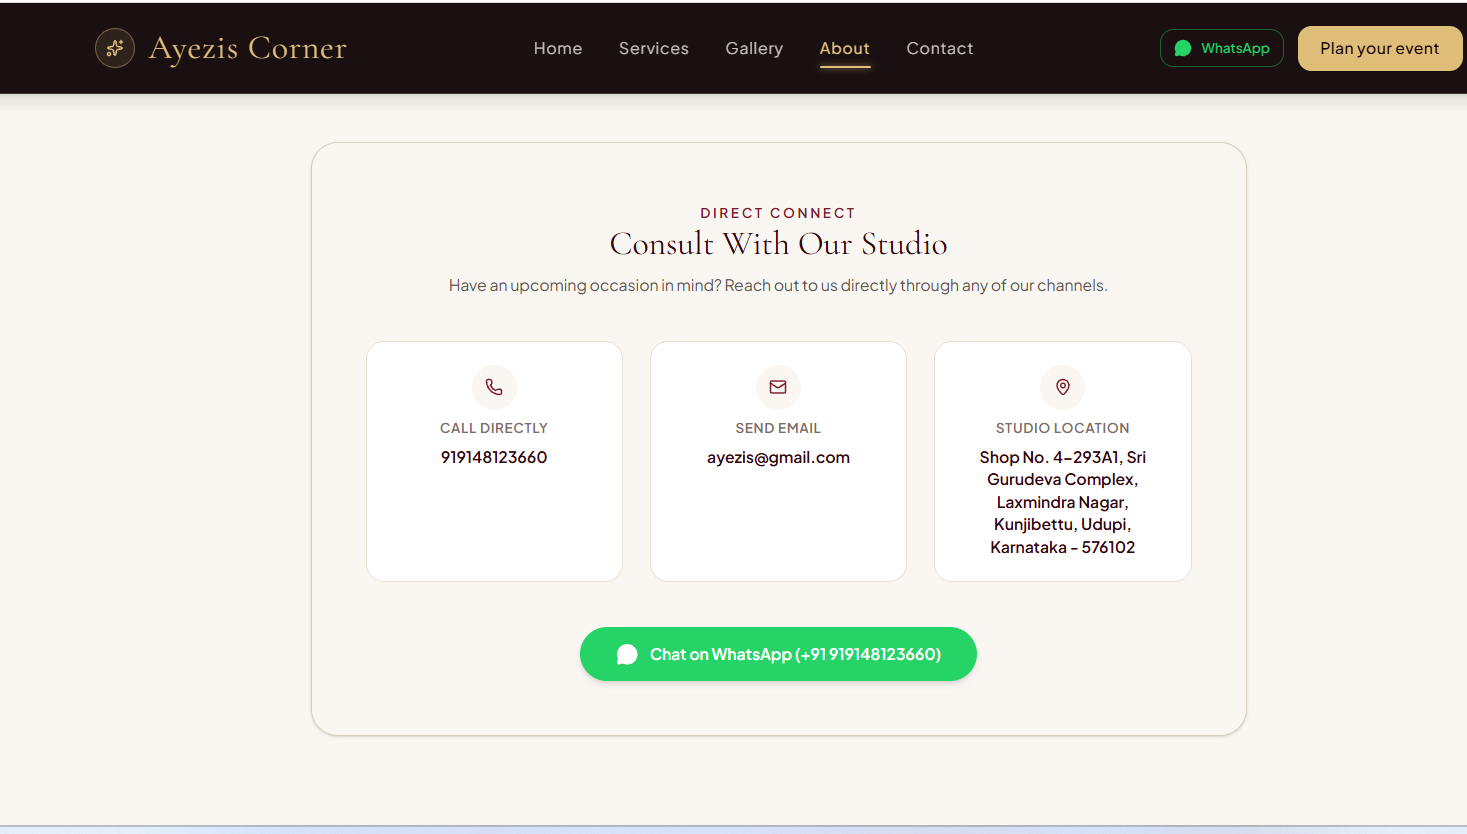 Ayezis Corner
Home Services Gallery About Contact
WhatsApp
Plan your event
DIRECT CONNECT
Consult With Our Studio
Have an upcoming occasion in mind? Reach out to us directly through any of our channels.
CALL DIRECTLY
919148123660
SEND EMAIL
ayezis@gmail.com
STUDIO LOCATION
Shop No. 4-293A1, Sri
Gurudeva Complex,
Laxmindra Nagar,
Kunjibettu, Udupi,
Karnataka - 576102
Chat on WhatsApp (+91 919148123660)